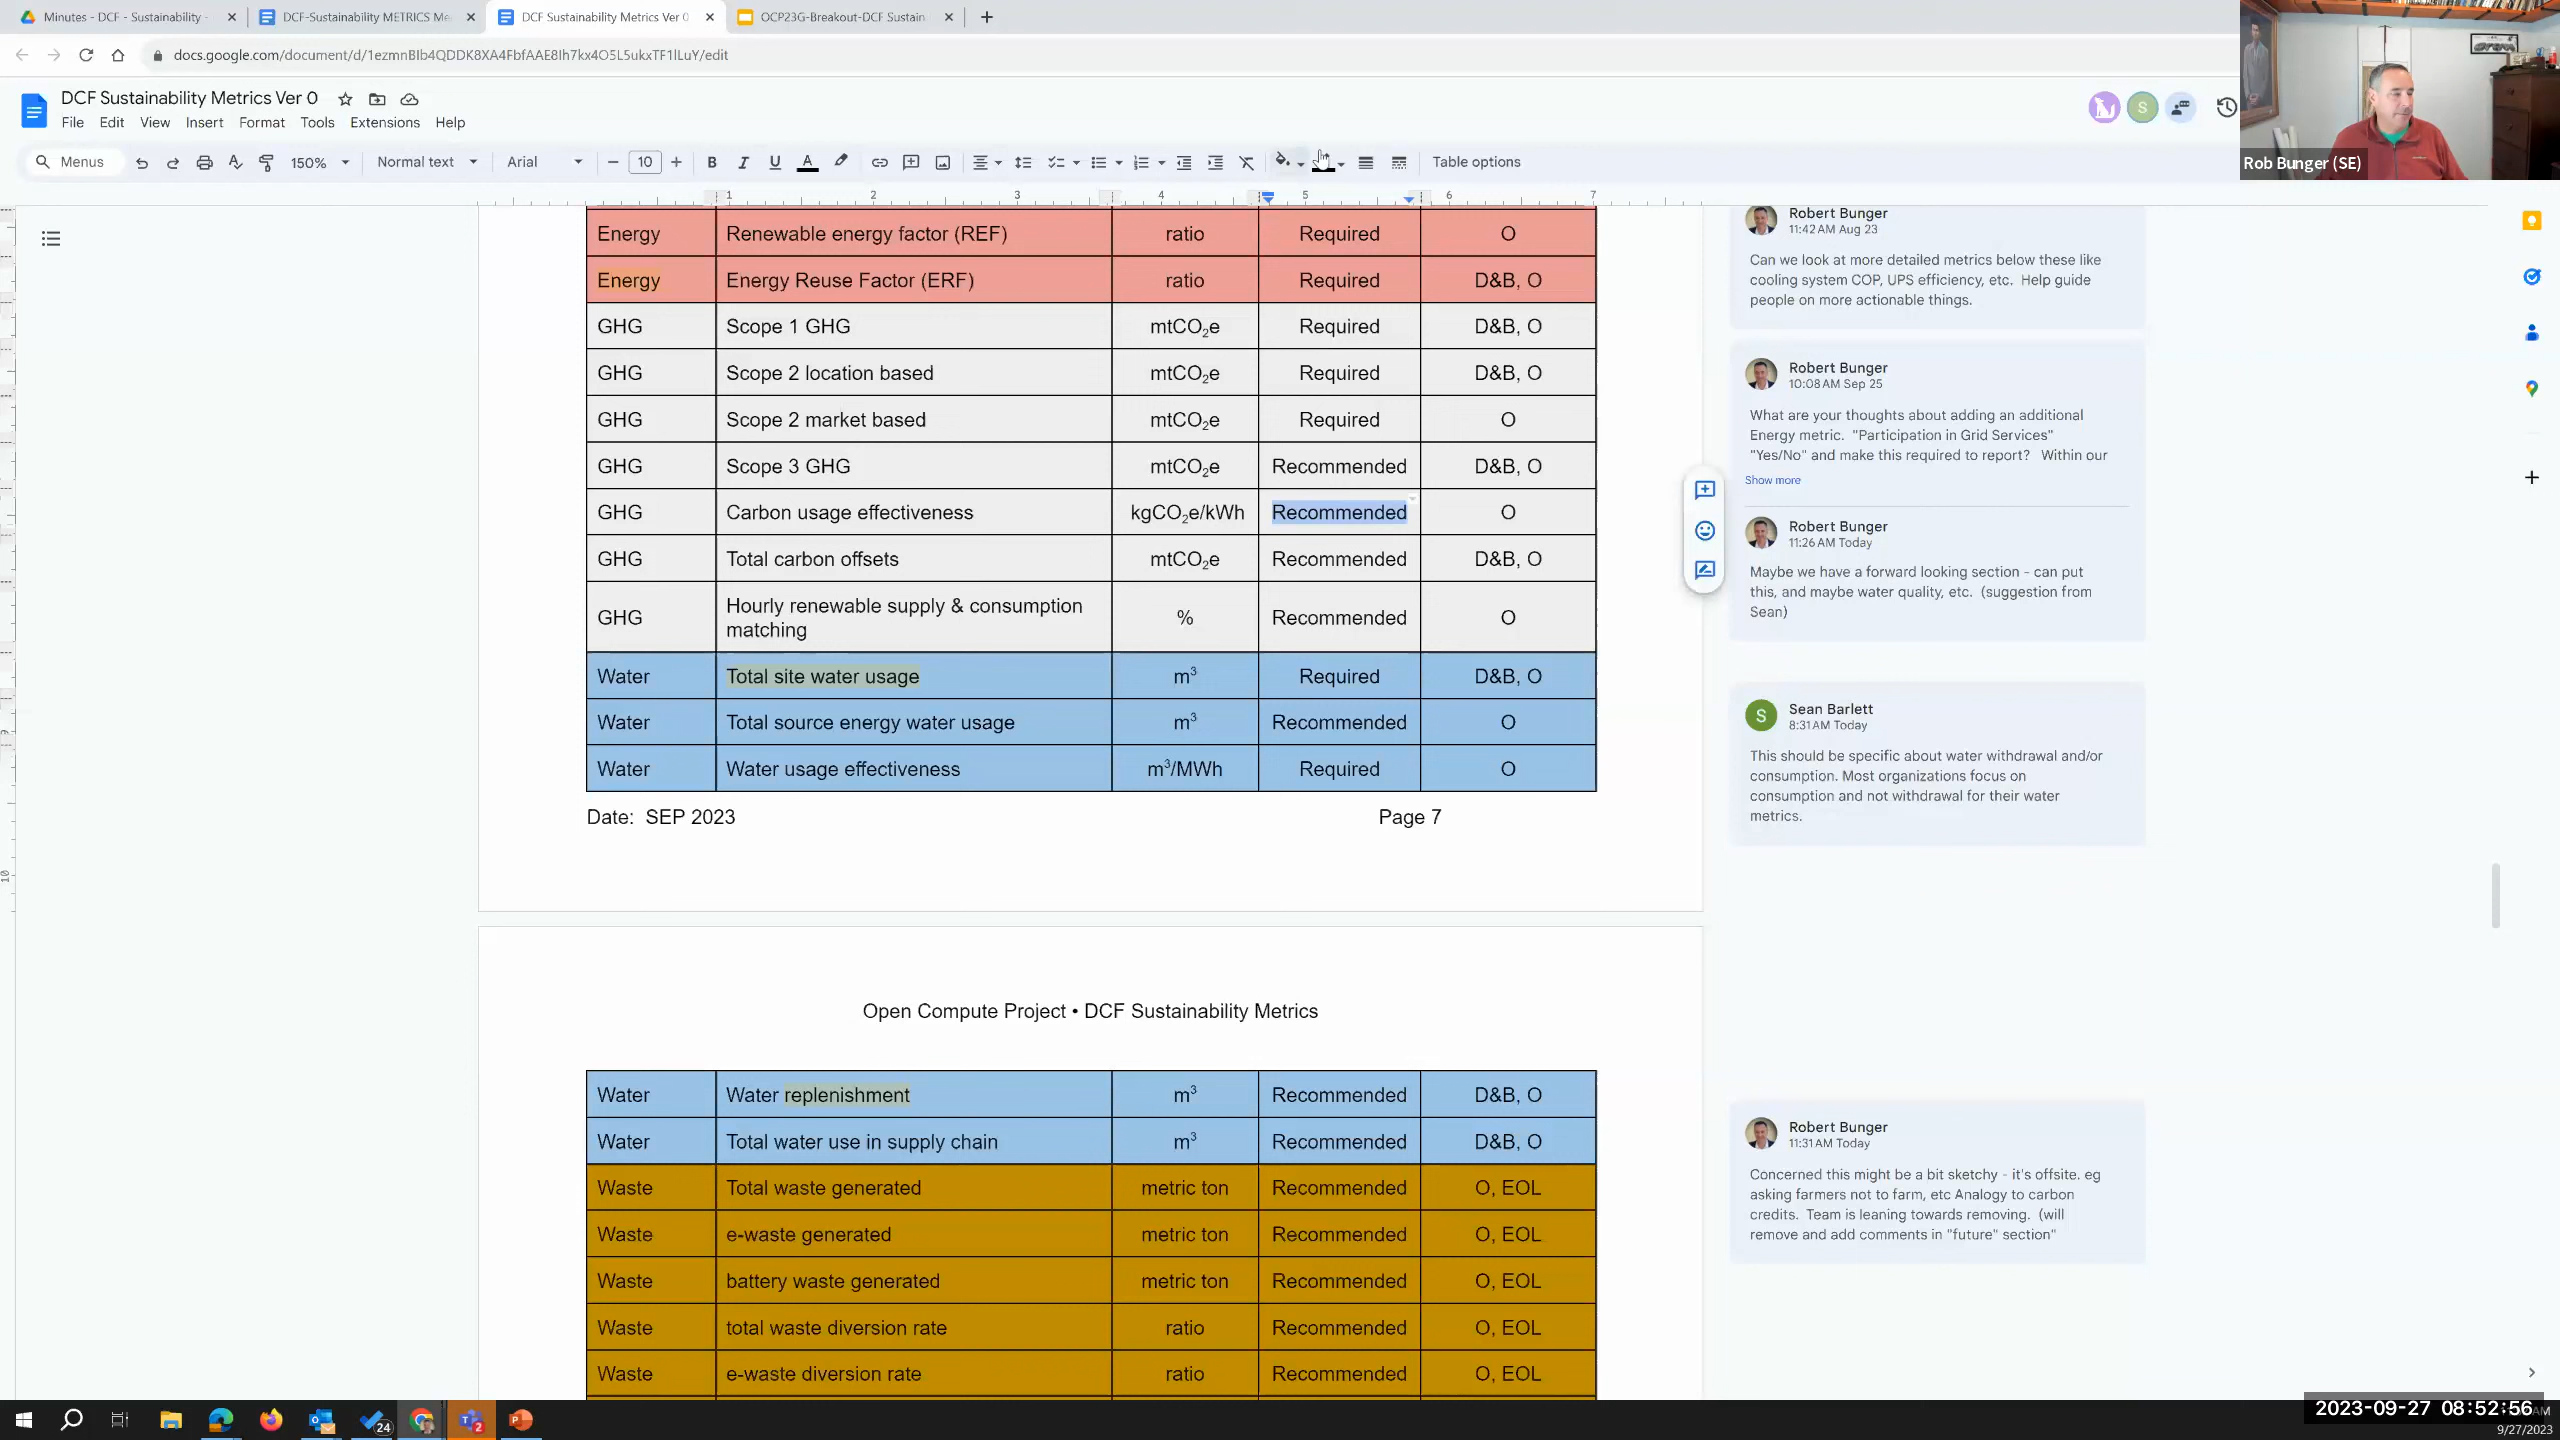 Minutes - DCF - Sustainability -
DCF-Sustainability METRICS Me
DCF Sustainability Metrics Ver 0
OCP23G-Breakout-DCF Sustain
docs.google.com/document/d/1ezmnBIb4QDDK8XA4FbfAAE8Ih7kx4O5L5ukxTF1lLuY/edit
DCF Sustainability Metrics Ver 0
File Edit View Insert Format Tools Extensions Help
S
Menus 150% Normal text Arial 10 Table options
Rob Bunger (SE)
1 2 3 4 5 6 7
Energy Renewable energy factor (REF) ratio Required O
Energy Energy Reuse Factor (ERF) ratio Required D&B, O
GHG Scope 1 GHG mtCO₂e Required D&B, O
GHG Scope 2 location based mtCO₂e Required D&B, O
GHG Scope 2 market based mtCO₂e Required O
GHG Scope 3 GHG mtCO₂e Recommended D&B, O
GHG Carbon usage effectiveness kgCO₂e/kWh Recommended O
GHG Total carbon offsets mtCO₂e Recommended D&B, O
GHG Hourly renewable supply & consumption
matching % Recommended O
Water Total site water usage m³ Required D&B, O
Water Total source energy water usage m³ Recommended O
Water Water usage effectiveness m³/MWh Required O
Date: SEP 2023 Page 7
Open Compute Project • DCF Sustainability Metrics
Water Water replenishment m³ Recommended D&B, O
Water Total water use in supply chain m³ Recommended D&B, O
Waste Total waste generated metric ton Recommended O, EOL
Waste e-waste generated metric ton Recommended O, EOL
Waste battery waste generated metric ton Recommended O, EOL
Waste total waste diversion rate ratio Recommended O, EOL
Waste e-waste diversion rate ratio Recommended O, EOL
Robert Bunger
11:42 AM Aug 23
Can we look at more detailed metrics below these like
cooling system COP, UPS efficiency, etc. Help guide
people on more actionable things.
Robert Bunger
10:08 AM Sep 25
What are your thoughts about adding an additional
Energy metric. "Participation in Grid Services"
"Yes/No" and make this required to report? Within our
Show more
Robert Bunger
11:26 AM Today
Maybe we have a forward looking section - can put
this, and maybe water quality, etc. (suggestion from
Sean)
S
Sean Barlett
8:31 AM Today
This should be specific about water withdrawal and/or
consumption. Most organizations focus on
consumption and not withdrawal for their water
metrics.
Robert Bunger
11:31 AM Today
Concerned this might be a bit sketchy - it's offsite. eg
asking farmers not to farm, etc Analogy to carbon
credits. Team is leaning towards removing. (will
remove and add comments in "future" section"
10
24
2
2023-09-27 08:52:56
9/27/2023